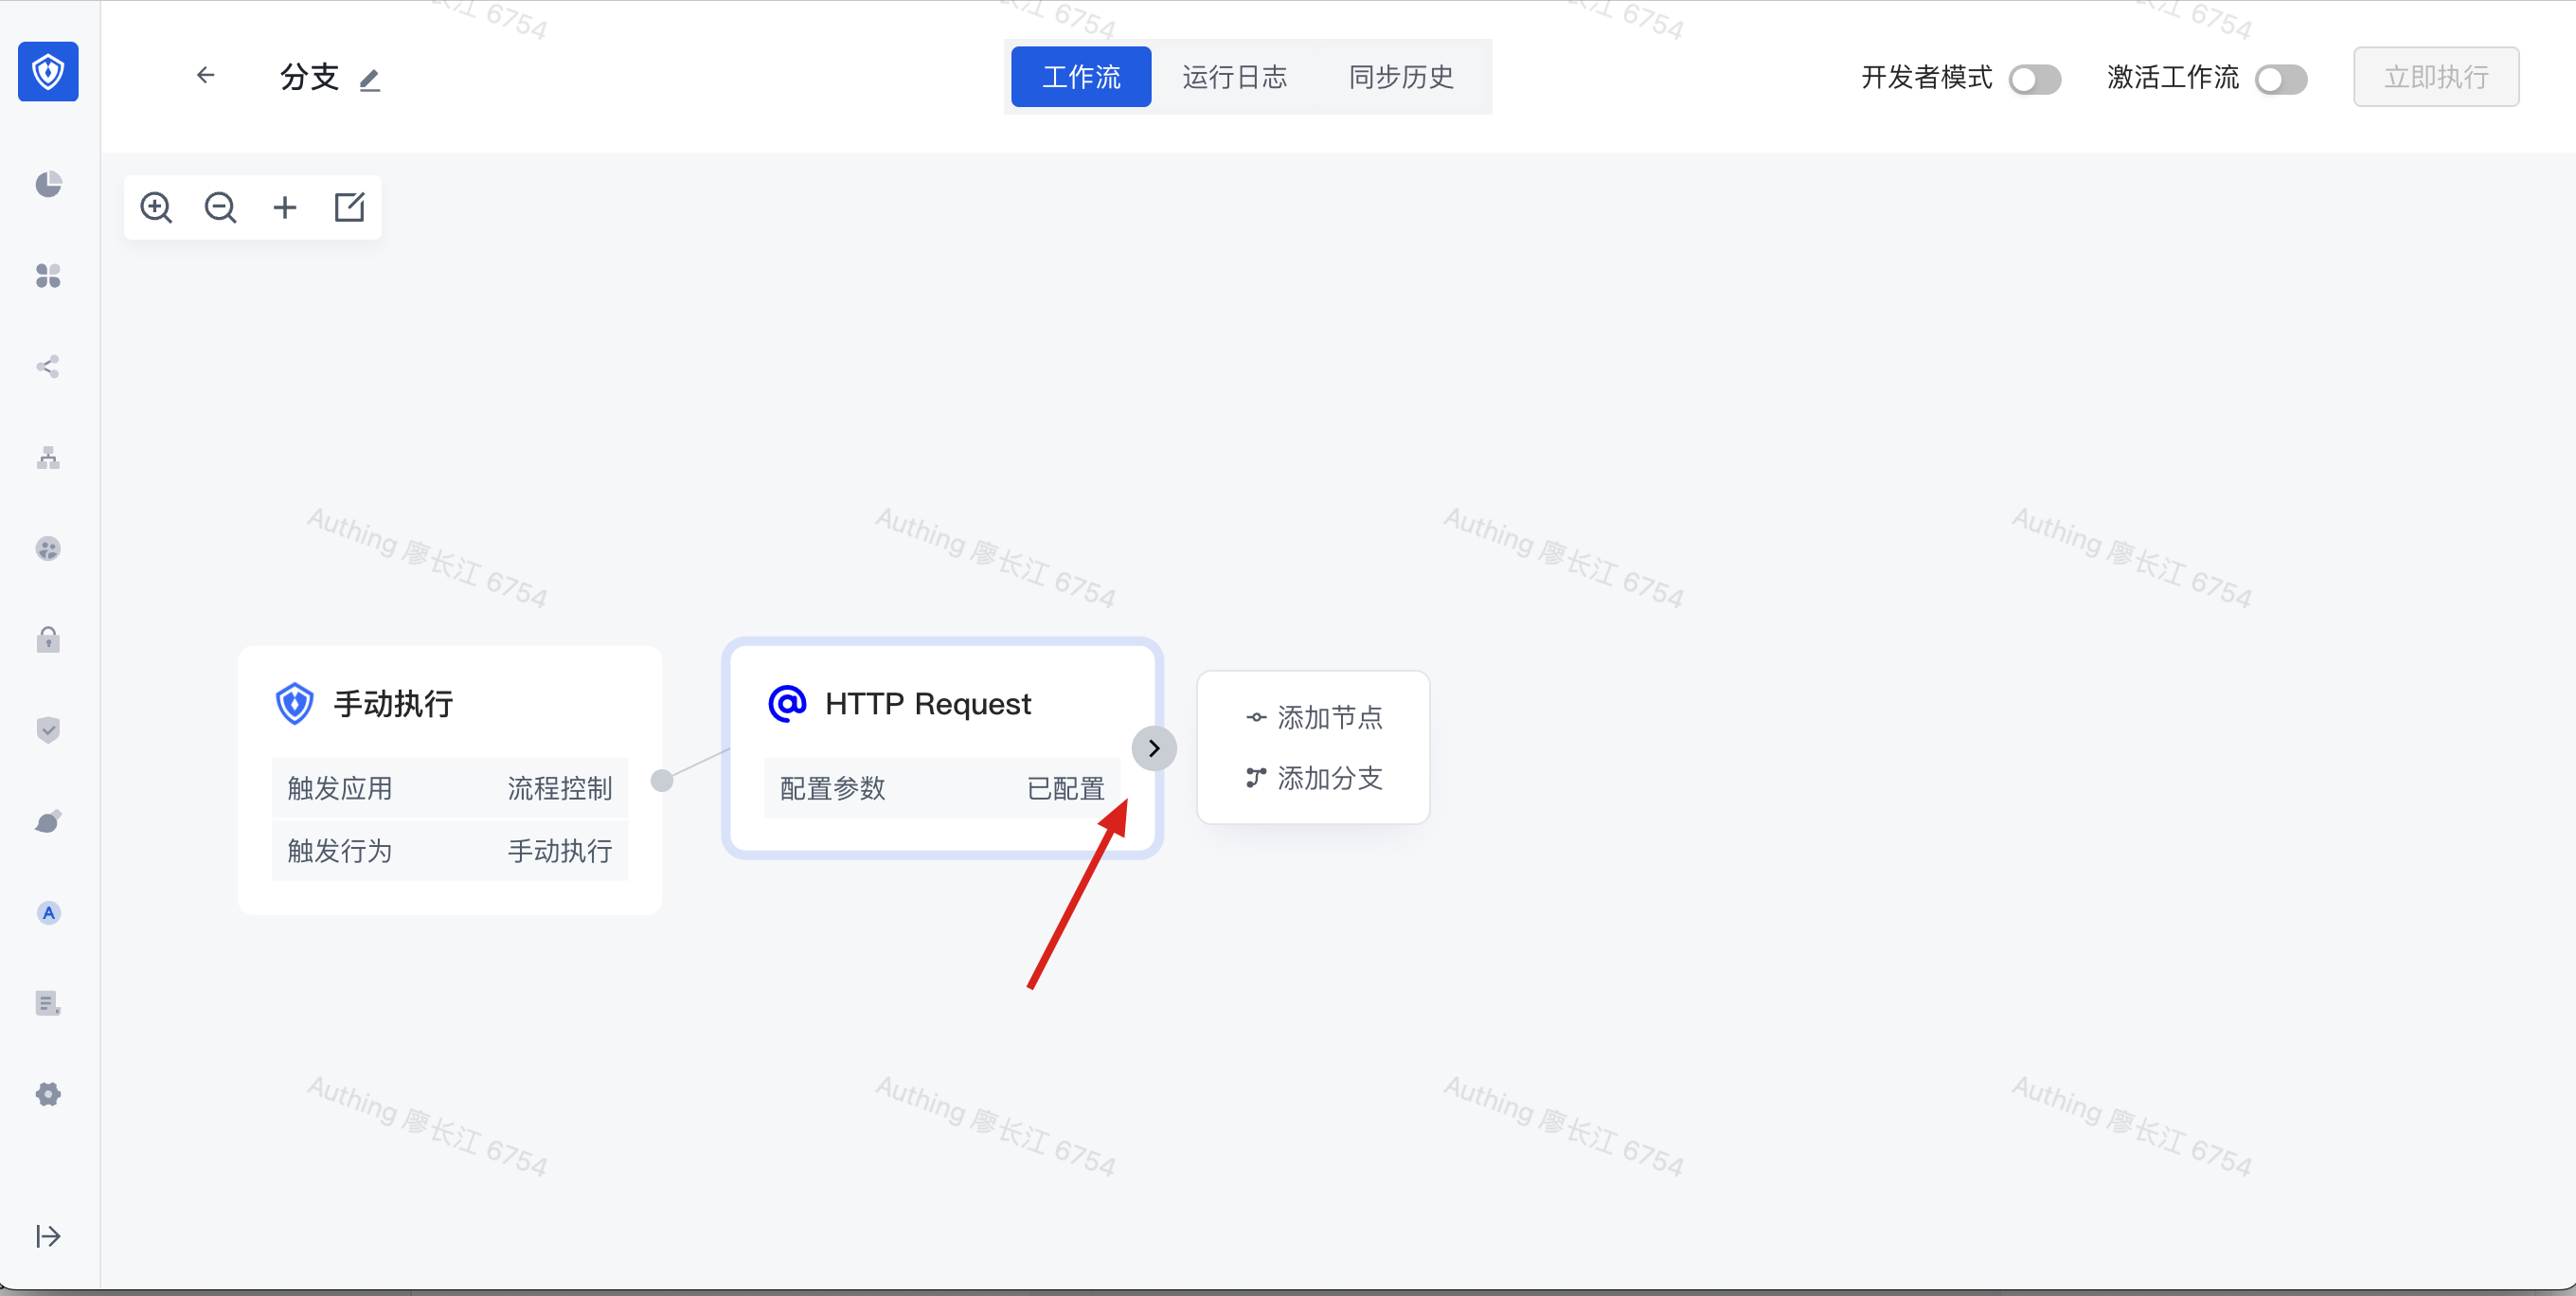 分支
工作流 运行日志 同步历史
开发者模式 激活工作流 立即执行
Authing 廖长江 6754
Authing 廖长江 6754
Authing 廖长江 6754
Authing 廖长江 6754
手动执行
触发应用 流程控制
触发行为 手动执行
HTTP Request
配置参数 已配置
添加节点
添加分支
A
Authing 廖长江 6754
Authing 廖长江 6754
Authing 廖长江 6754
Authing 廖长江 6754